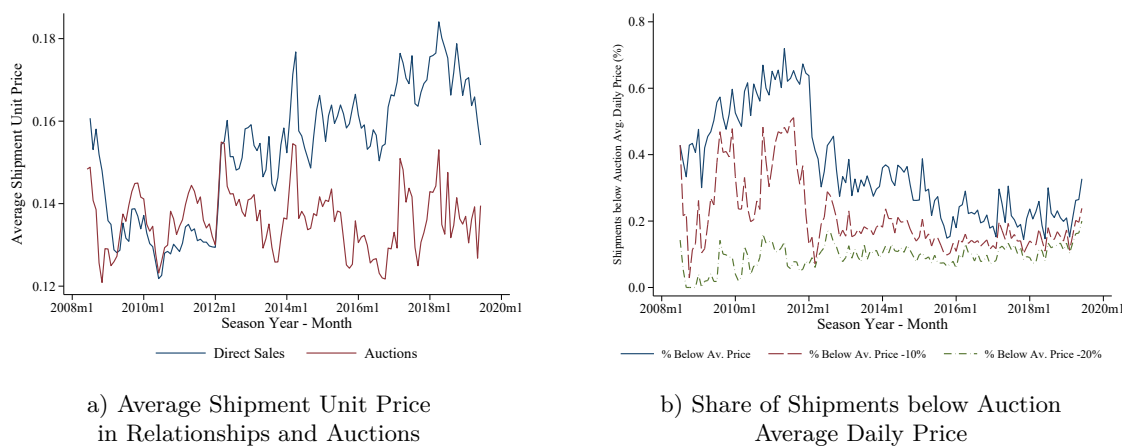 Average Shipment Unit Price
0.18
0.16
0.14
0.12
2008m1 2010m1 2012m1 2014m1 2016m1 2018m1 2020m1
Season Year - Month
Direct Sales Auctions
a) Average Shipment Unit Price
in Relationships and Auctions
Shipments below Auction Avg. Daily Price (%)
0.8
0.6
0.4
0.2
0.0
2008m1 2010m1 2012m1 2014m1 2016m1 2018m1 2020m1
Season Year - Month
% Below Av. Price % Below Av. Price -10% % Below Av. Price -20%
b) Share of Shipments below Auction
Average Daily Price